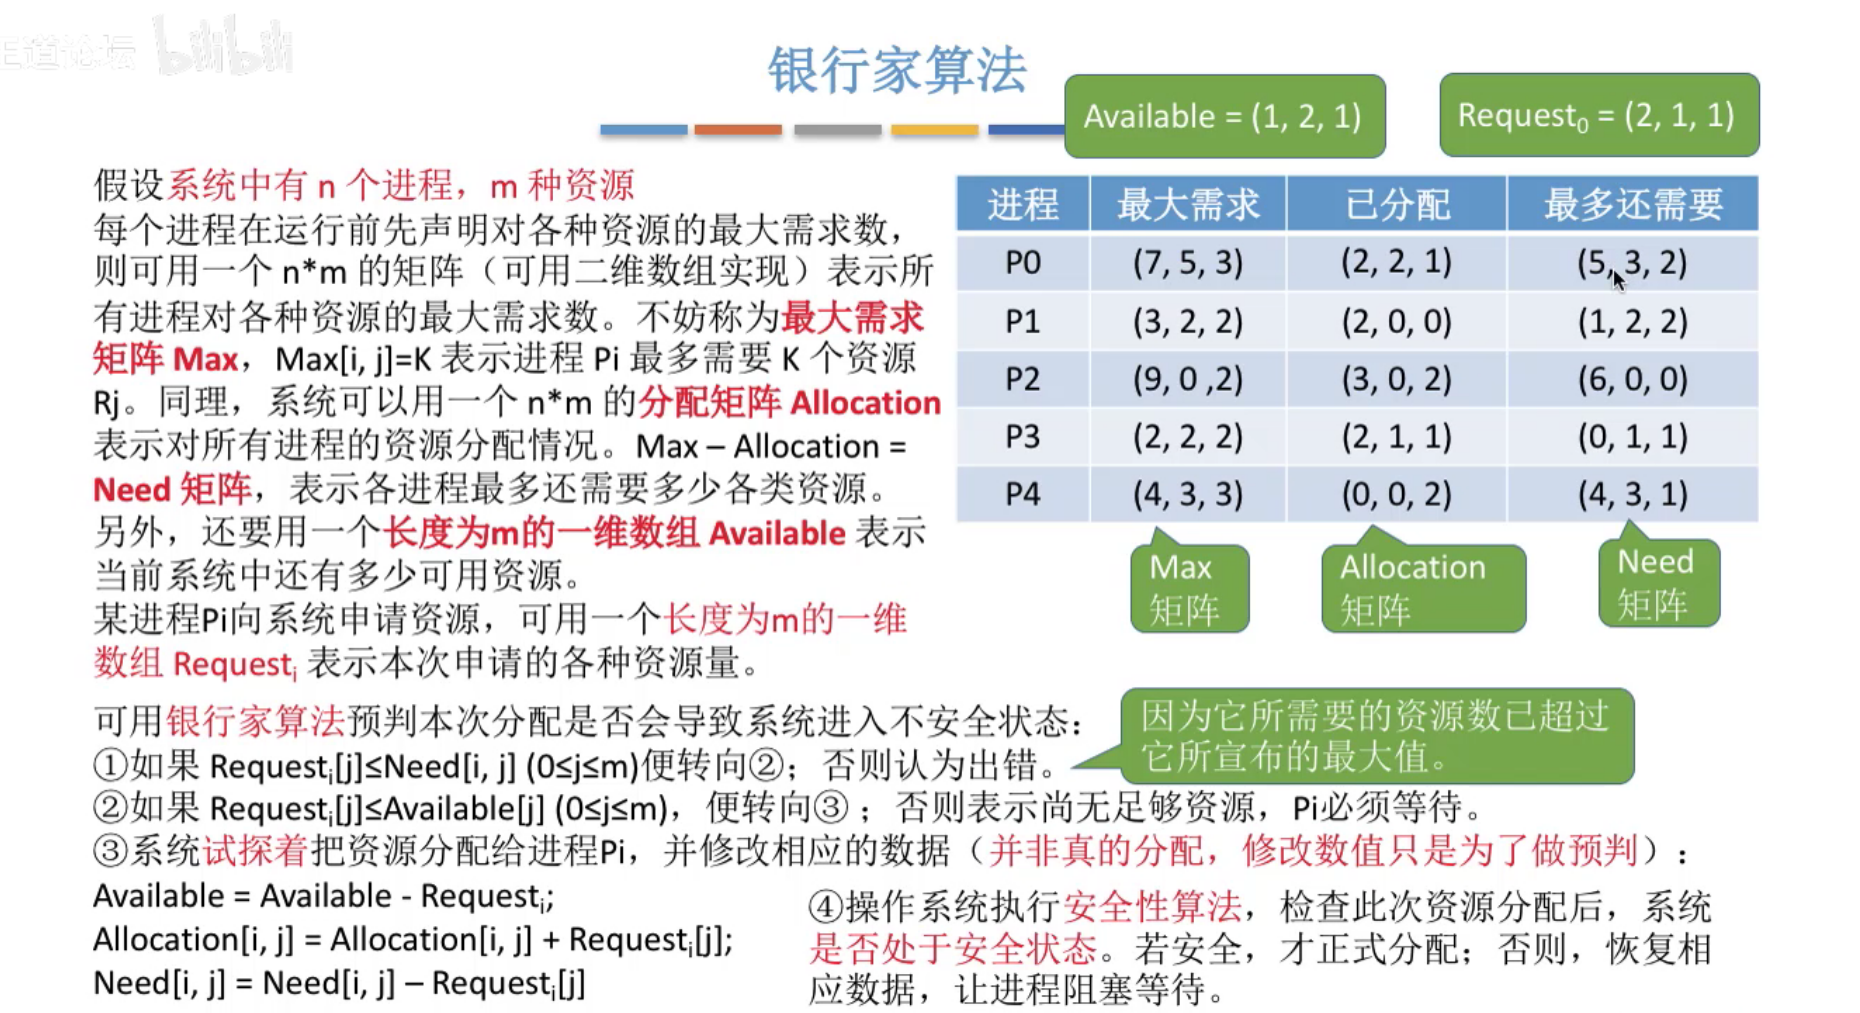 王道论坛 bilibili
银行家算法
Available = (1, 2, 1)
Request₀ = (2, 1, 1)
假设系统中有 n 个进程，m 种资源
每个进程在运行前先声明对各种资源的最大需求数，
则可用一个 n*m 的矩阵（可用二维数组实现）表示所
有进程对各种资源的最大需求数。不妨称为最大需求
矩阵 Max，Max[i, j]=K 表示进程 Pi 最多需要 K 个资源
Rj。同理，系统可以用一个 n*m 的分配矩阵 Allocation
表示对所有进程的资源分配情况。Max – Allocation =
Need 矩阵，表示各进程最多还需要多少各类资源。
另外，还要用一个长度为m的一维数组 Available 表示
当前系统中还有多少可用资源。
某进程Pi向系统申请资源，可用一个长度为m的一维
数组 Requestᵢ 表示本次申请的各种资源量。
进程 最大需求 已分配 最多还需要
P0 (7, 5, 3) (2, 2, 1) (5, 3, 2)
P1 (3, 2, 2) (2, 0, 0) (1, 2, 2)
P2 (9, 0 ,2) (3, 0, 2) (6, 0, 0)
P3 (2, 2, 2) (2, 1, 1) (0, 1, 1)
P4 (4, 3, 3) (0, 0, 2) (4, 3, 1)
Max
矩阵
Allocation
矩阵
Need
矩阵
可用银行家算法预判本次分配是否会导致系统进入不安全状态：
①如果 Requestᵢ[j]≤Need[i, j] (0≤j≤m)便转向②；否则认为出错。
因为它所需要的资源数已超过
它所宣布的最大值。
②如果 Requestᵢ[j]≤Available[j] (0≤j≤m)，便转向③；否则表示尚无足够资源，Pi必须等待。
③系统试探着把资源分配给进程Pi，并修改相应的数据（并非真的分配，修改数值只是为了做预判）：
Available = Available - Requestᵢ;
Allocation[i, j] = Allocation[i, j] + Requestᵢ[j];
Need[i, j] = Need[i, j] – Requestᵢ[j]
④操作系统执行安全性算法，检查此次资源分配后，系统
是否处于安全状态。若安全，才正式分配；否则，恢复相
应数据，让进程阻塞等待。